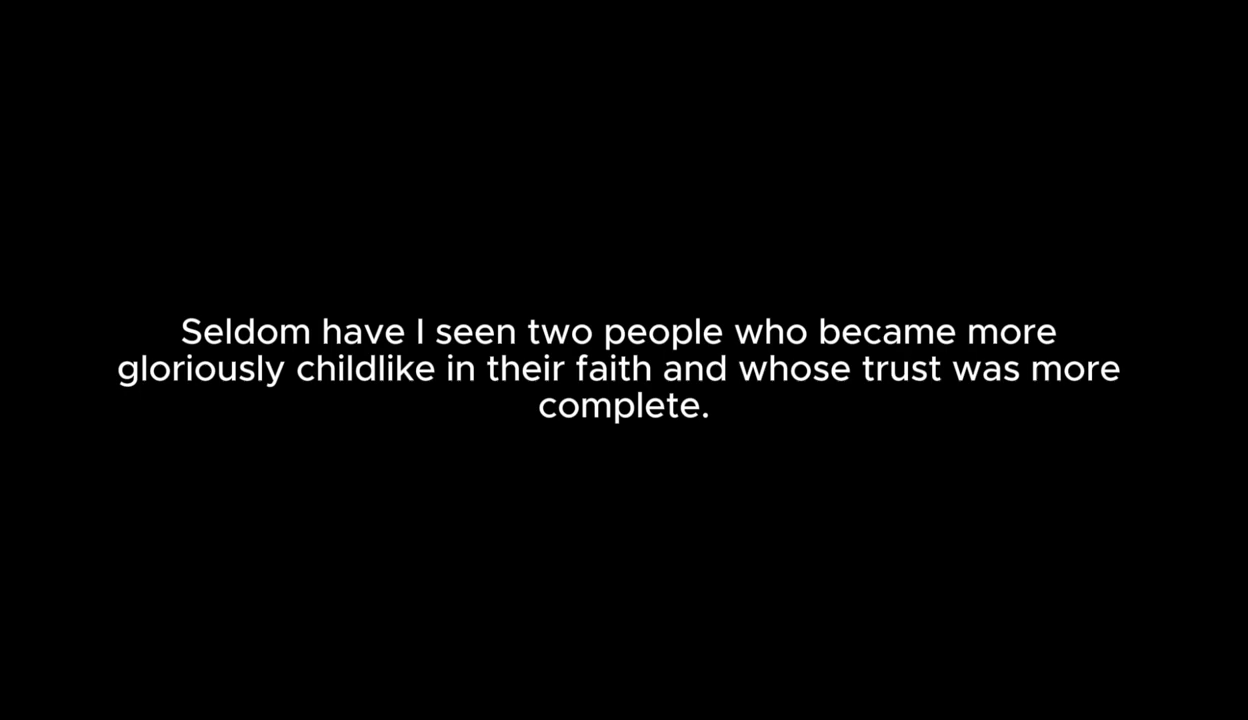 Seldom have I seen two people who became more
gloriously childlike in their faith and whose trust was more
complete.